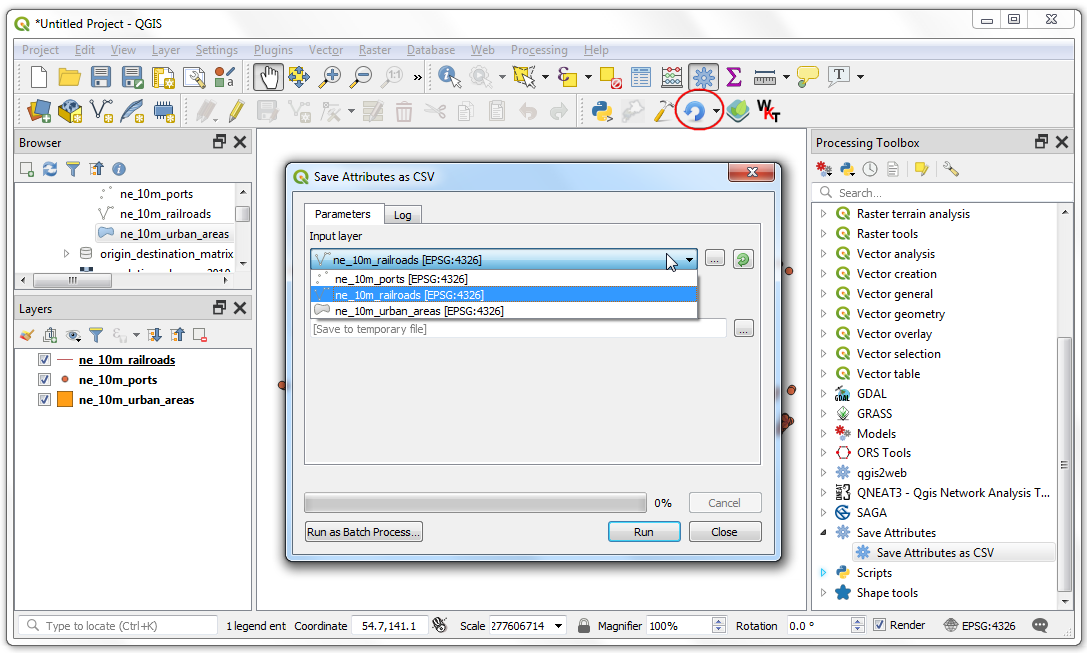 *Untitled Project - QGIS
Project Edit View Layer Settings Plugins Vector Raster Database Web Processing Help
1:1
»
Σ
T
WKT
Browser
ne_10m_ports
ne_10m_railroads
ne_10m_urban_areas
origin_destination_matrix
Layers
ne_10m_railroads
ne_10m_ports
ne_10m_urban_areas
Save Attributes as CSV
Parameters
Log
Input layer
ne_10m_railroads [EPSG:4326]
...
ne_10m_ports [EPSG:4326]
ne_10m_railroads [EPSG:4326]
ne_10m_urban_areas [EPSG:4326]
[Save to temporary file]
...
0%
Cancel
Run as Batch Process...
Run
Close
Processing Toolbox
Search...
Raster terrain analysis
Raster tools
Vector analysis
Vector creation
Vector general
Vector geometry
Vector overlay
Vector selection
Vector table
GDAL
GRASS
Models
ORS Tools
qgis2web
QNEAT3 - Qgis Network Analysis T...
SAGA
Save Attributes
Save Attributes as CSV
Scripts
Shape tools
Type to locate (Ctrl+K)
1 legend ent Coordinate 54.7,141.1 Scale 277606714 Magnifier 100% Rotation 0.0 ° Render EPSG:4326